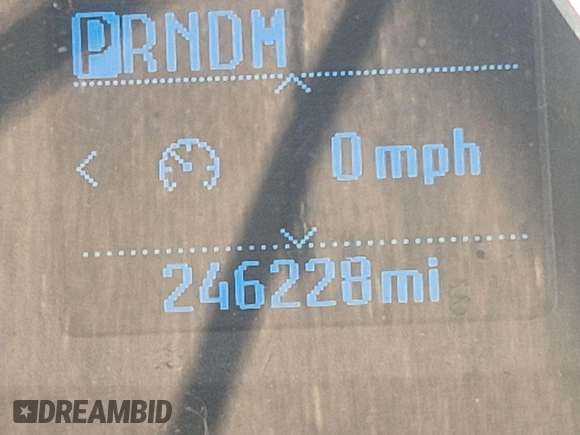 PRNDM
0 mph
246228mi
DREAMBID